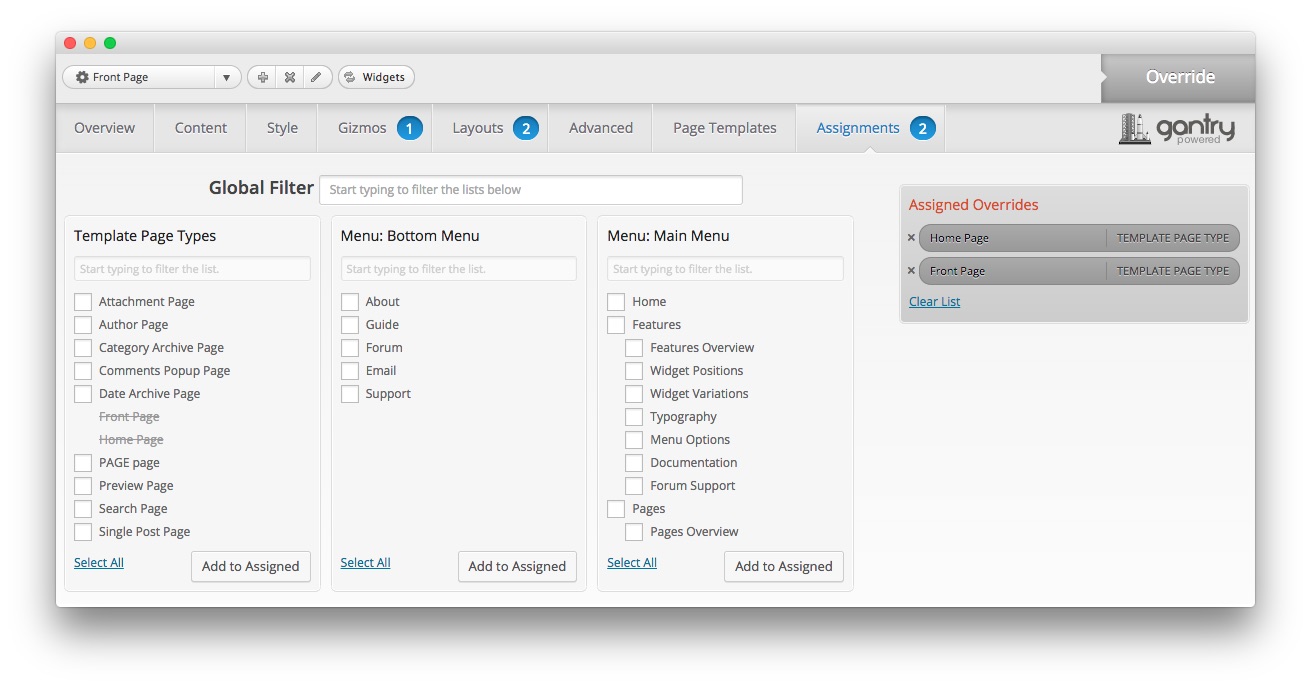 Front Page
Widgets
Override
Overview
Content
Style
Gizmos 1
Layouts 2
Advanced
Page Templates
Assignments 2
gantry
powered
Global Filter
Start typing to filter the lists below
Template Page Types
Start typing to filter the list.
Attachment Page
Author Page
Category Archive Page
Comments Popup Page
Date Archive Page
Front Page
Home Page
PAGE page
Preview Page
Search Page
Single Post Page
Select All
Add to Assigned
Menu: Bottom Menu
Start typing to filter the list.
About
Guide
Forum
Email
Support
Select All
Add to Assigned
Menu: Main Menu
Start typing to filter the list.
Home
Features
Features Overview
Widget Positions
Widget Variations
Typography
Menu Options
Documentation
Forum Support
Pages
Pages Overview
Select All
Add to Assigned
Assigned Overrides
Home Page TEMPLATE PAGE TYPE
Front Page TEMPLATE PAGE TYPE
Clear List